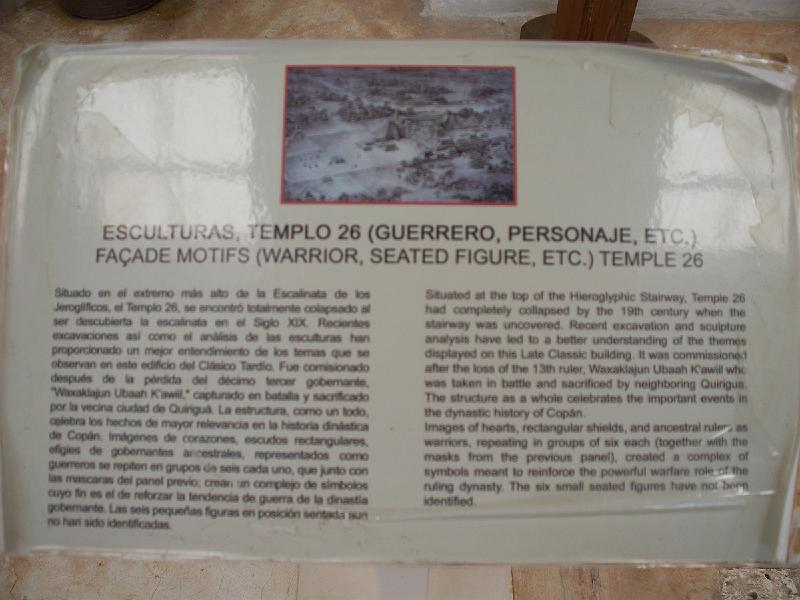 ESCULTURAS, TEMPLO 26 (GUERRERO, PERSONAJE, ETC.)
FAÇADE MOTIFS (WARRIOR, SEATED FIGURE, ETC.) TEMPLE 26
Situado en el extremo más alto de la Escalinata de los
Jeroglíficos, el Templo 26, se encontró totalmente colapsado al
ser descubierta la escalinata en el Siglo XIX. Recientes
excavaciones así como el análisis de las esculturas han
proporcionado un mejor entendimiento de los temas que se
observan en este edificio del Clásico Tardío. Fue comisionado
después de la pérdida del décimo tercer gobernante,
"Waxaklajun Ubaah K'awiil," capturado en batalla y sacrificado
por la vecina ciudad de Quiriguá. La estructura, como un todo,
celebra los hechos de mayor relevancia en la historia dinástica
de Copán. Imágenes de corazones, escudos rectangulares,
efigies de gobernantes ancestrales, representados como
guerreros se repiten en grupos de seis cada uno, que junto con
las mascaras del panel previo, crean un complejo de símbolos
cuyo fin es el de reforzar la tendencia de guerra de la dinastía
gobernante. Las seis pequeñas figuras en posición sentada aun
no han sido identificadas.
Situated at the top of the Hieroglyphic Stairway, Temple 26
had completely collapsed by the 19th century when the
stairway was uncovered. Recent excavation and sculpture
analysis have led to a better understanding of the themes
displayed on this Late Classic building. It was commissioned
after the loss of the 13th ruler, Waxaklajun Ubaah K'awiil who
was taken in battle and sacrificed by neighboring Quirigua.
The structure as a whole celebrates the important events in
the dynastic history of Copán.
Images of hearts, rectangular shields, and ancestral rulers as
warriors, repeating in groups of six each (together with the
masks from the previous panel), created a complex of
symbols meant to reinforce the powerful warfare role of the
ruling dynasty. The six small seated figures have not been
identified.